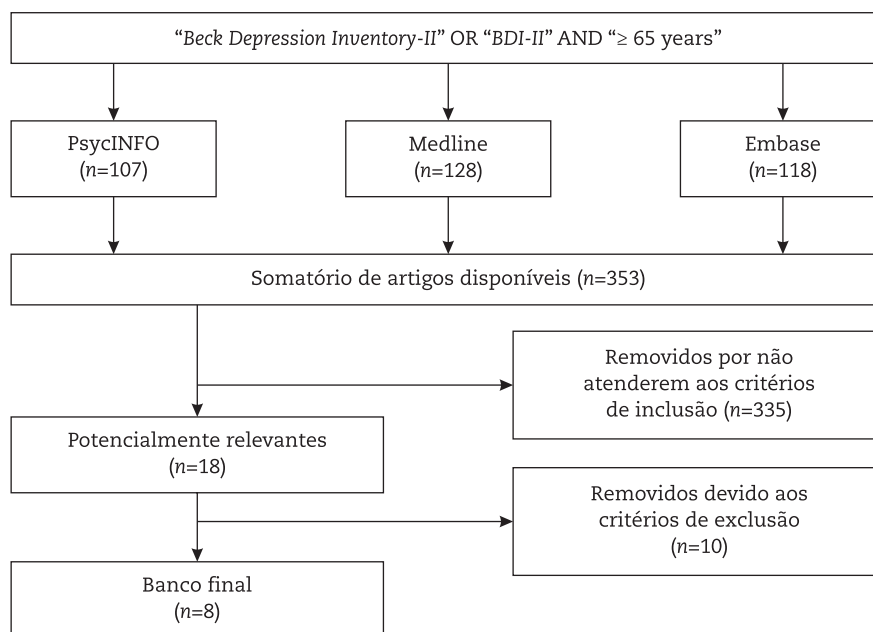 “Beck Depression Inventory-II” OR “BDI-II” AND “≥ 65 years”
PsycINFO
(n=107)
Medline
(n=128)
Embase
(n=118)
Somatório de artigos disponíveis (n=353)
Removidos por não
atenderem aos critérios
de inclusão (n=335)
Potencialmente relevantes
(n=18)
Removidos devido aos
critérios de exclusão
(n=10)
Banco final
(n=8)